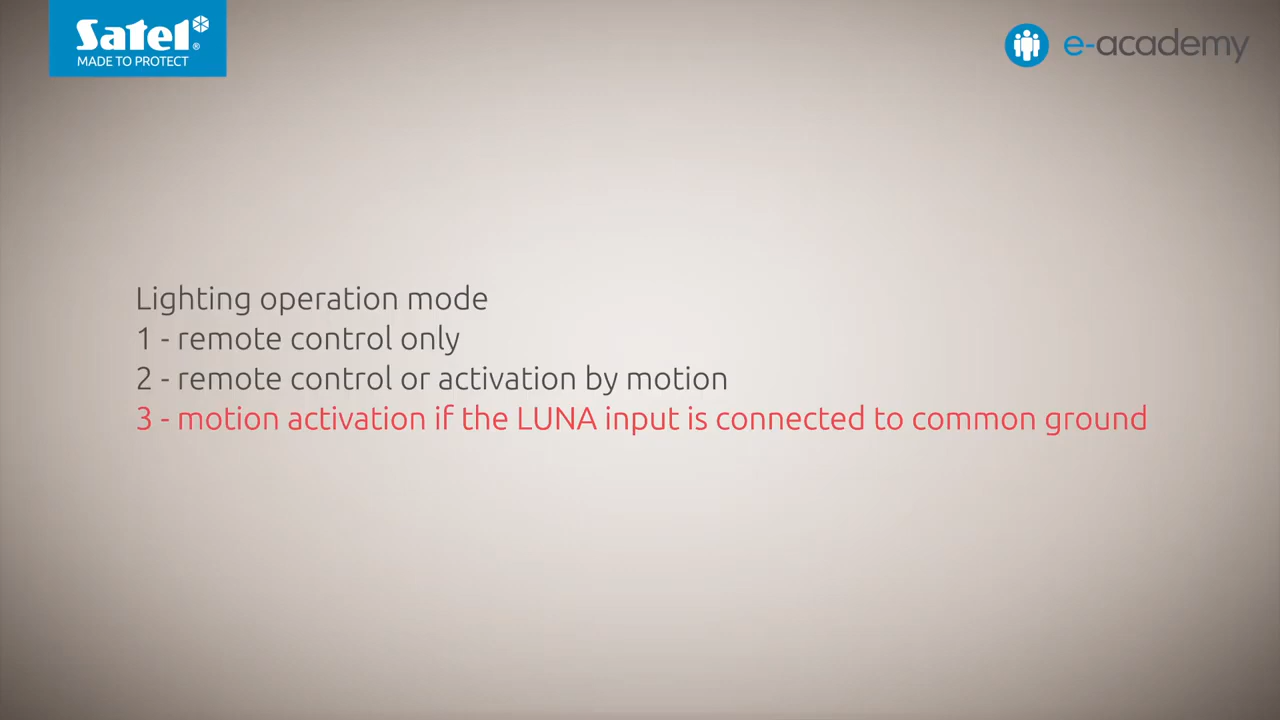 Satel®
MADE TO PROTECT
e-academy
Lighting operation mode
1 - remote control only
2 - remote control or activation by motion
3 - motion activation if the LUNA input is connected to common ground